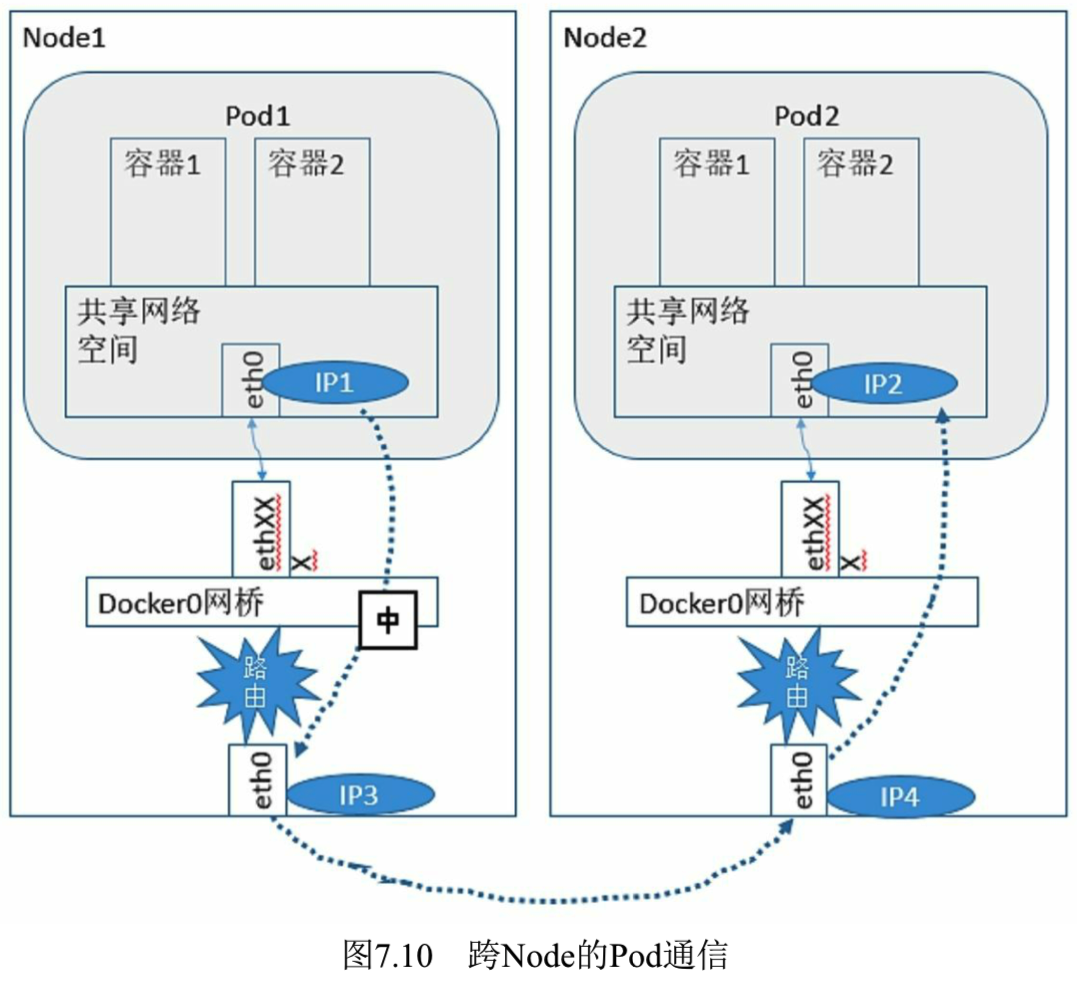 Node1
Pod1
容器1
容器2
共享网络
空间
eth0
IP1
ethXX
X
Docker0网桥
中
路
由
eth0
IP3
Node2
Pod2
容器1
容器2
共享网络
空间
eth0
IP2
ethXX
X
Docker0网桥
路
由
eth0
IP4
图7.10 跨Node的Pod通信